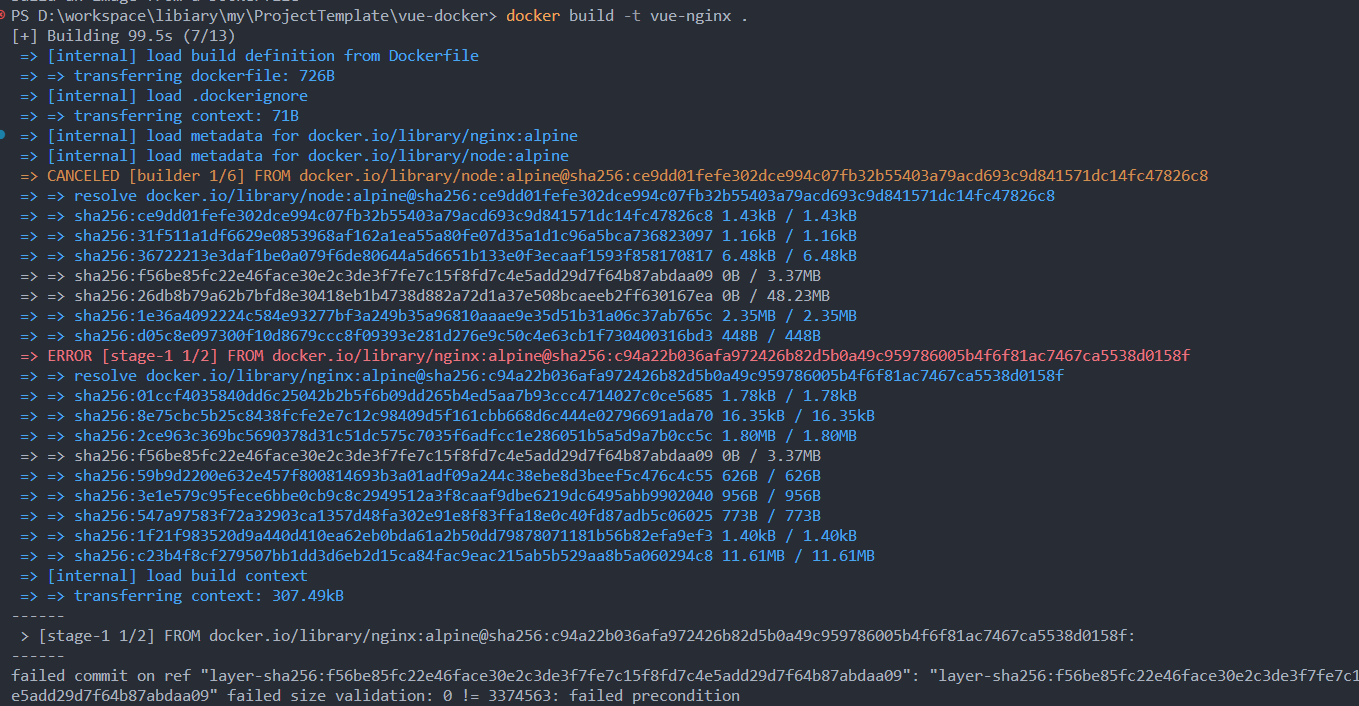 PS D:\workspace\libiary\my\ProjectTemplate\vue-docker> docker build -t vue-nginx .
[+] Building 99.5s (7/13)
=> [internal] load build definition from Dockerfile
=> => transferring dockerfile: 726B
=> [internal] load .dockerignore
=> => transferring context: 71B
=> [internal] load metadata for docker.io/library/nginx:alpine
=> [internal] load metadata for docker.io/library/node:alpine
=> CANCELED [builder 1/6] FROM docker.io/library/node:alpine@sha256:ce9dd01fefe302dce994c07fb32b55403a79acd693c9d841571dc14fc47826c8
=> => resolve docker.io/library/node:alpine@sha256:ce9dd01fefe302dce994c07fb32b55403a79acd693c9d841571dc14fc47826c8
=> => sha256:ce9dd01fefe302dce994c07fb32b55403a79acd693c9d841571dc14fc47826c8 1.43kB / 1.43kB
=> => sha256:31f511a1df6629e0853968af162a1ea55a80fe07d35a1d1c96a5bca736823097 1.16kB / 1.16kB
=> => sha256:36722213e3daf1be0a079f6de80644a5d6651b133e0f3ecaaf1593f858170817 6.48kB / 6.48kB
=> => sha256:f56be85fc22e46face30e2c3de3f7fe7c15f8fd7c4e5add29d7f64b87abdaa09 0B / 3.37MB
=> => sha256:26db8b79a62b7bfd8e30418eb1b4738d882a72d1a37e508bcaeeb2ff630167ea 0B / 48.23MB
=> => sha256:1e36a4092224c584e93277bf3a249b35a96810aaae9e35d51b31a06c37ab765c 2.35MB / 2.35MB
=> => sha256:d05c8e097300f10d8679ccc8f09393e281d276e9c50c4e63cb1f730400316bd3 448B / 448B
=> ERROR [stage-1 1/2] FROM docker.io/library/nginx:alpine@sha256:c94a22b036afa972426b82d5b0a49c959786005b4f6f81ac7467ca5538d0158f
=> => resolve docker.io/library/nginx:alpine@sha256:c94a22b036afa972426b82d5b0a49c959786005b4f6f81ac7467ca5538d0158f
=> => sha256:01ccf4035840dd6c25042b2b5f6b09dd265b4ed5aa7b93ccc4714027c0ce5685 1.78kB / 1.78kB
=> => sha256:8e75cbc5b25c8438fcfe2e7c12c98409d5f161cbb668d6c444e02796691ada70 16.35kB / 16.35kB
=> => sha256:2ce963c369bc5690378d31c51dc575c7035f6adfcc1e286051b5a5d9a7b0cc5c 1.80MB / 1.80MB
=> => sha256:f56be85fc22e46face30e2c3de3f7fe7c15f8fd7c4e5add29d7f64b87abdaa09 0B / 3.37MB
=> => sha256:59b9d2200e632e457f800814693b3a01adf09a244c38ebe8d3beef5c476c4c55 626B / 626B
=> => sha256:3e1e579c95fece6bbe0cb9c8c2949512a3f8caaf9dbe6219dc6495abb9902040 956B / 956B
=> => sha256:547a97583f72a32903ca1357d48fa302e91e8f83ffa18e0c40fd87adb5c06025 773B / 773B
=> => sha256:1f21f983520d9a440d410ea62eb0bda61a2b50dd79878071181b56b82efa9ef3 1.40kB / 1.40kB
=> => sha256:c23b4f8cf279507bb1dd3d6eb2d15ca84fac9eac215ab5b529aa8b5a060294c8 11.61MB / 11.61MB
=> [internal] load build context
=> => transferring context: 307.49kB
------
> [stage-1 1/2] FROM docker.io/library/nginx:alpine@sha256:c94a22b036afa972426b82d5b0a49c959786005b4f6f81ac7467ca5538d0158f:
------
failed commit on ref "layer-sha256:f56be85fc22e46face30e2c3de3f7fe7c15f8fd7c4e5add29d7f64b87abdaa09": "layer-sha256:f56be85fc22e46face30e2c3de3f7fe7c1
e5add29d7f64b87abdaa09" failed size validation: 0 != 3374563: failed precondition